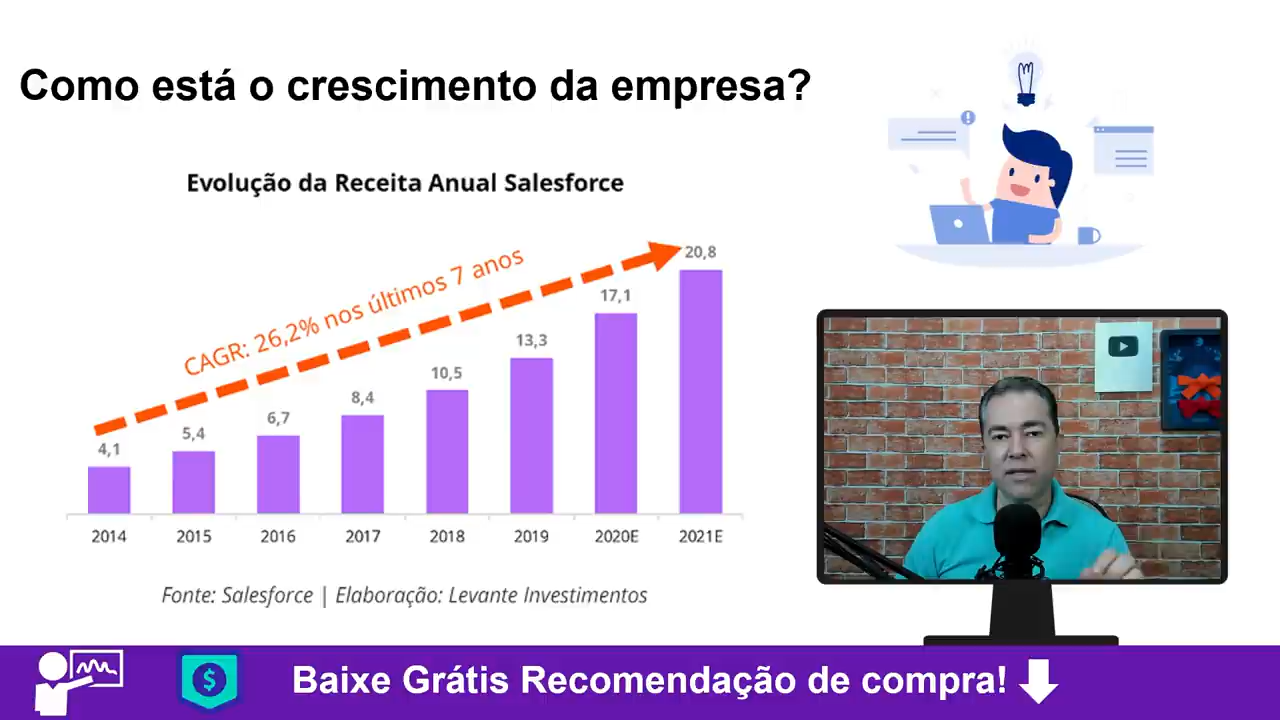 Como está o crescimento da empresa?
Evolução da Receita Anual Salesforce
CAGR: 26,2% nos últimos 7 anos
4,1
5,4
6,7
8,4
10,5
13,3
17,1
20,8
2014
2015
2016
2017
2018
2019
2020E
2021E
Fonte: Salesforce | Elaboração: Levante Investimentos
Baixe Grátis Recomendação de compra!